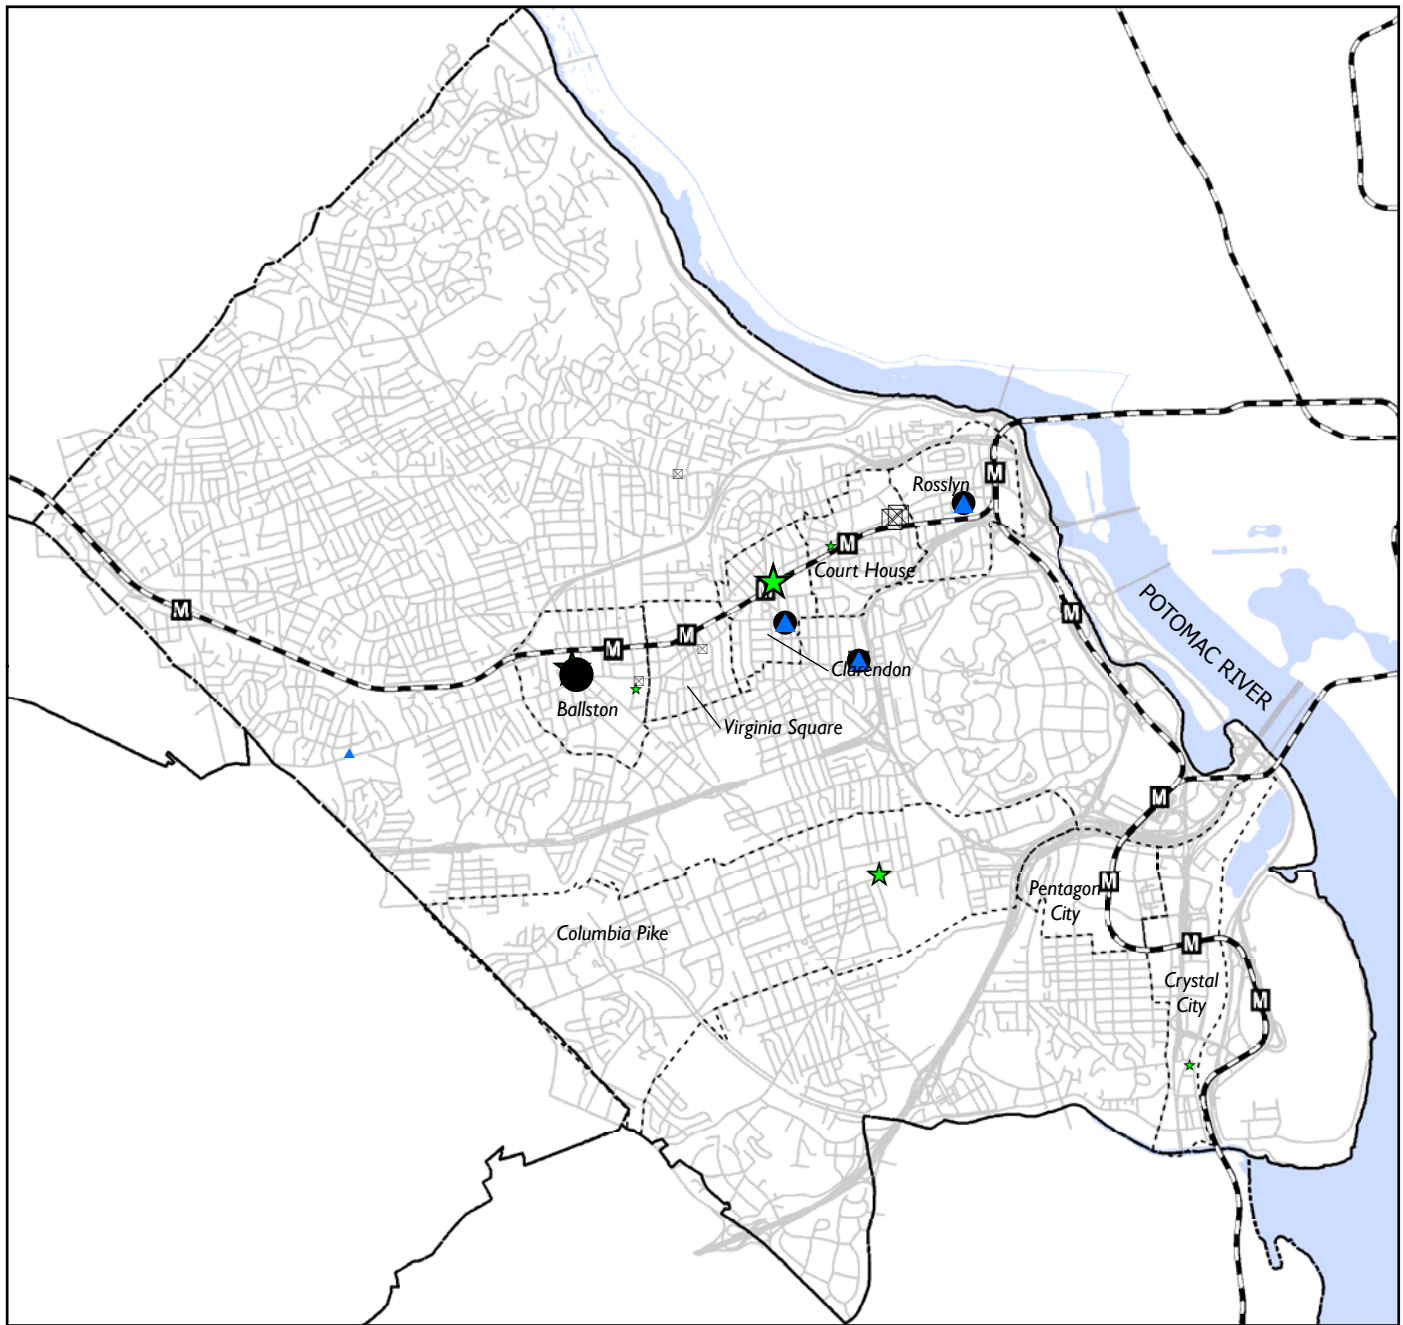 Rosslyn
M
M
Court House
M
M
M
POTOMAC RIVER
M
M
M
Clarendon
Ballston
Virginia Square
M
M
Pentagon
City
Columbia Pike
M
Crystal
City
M